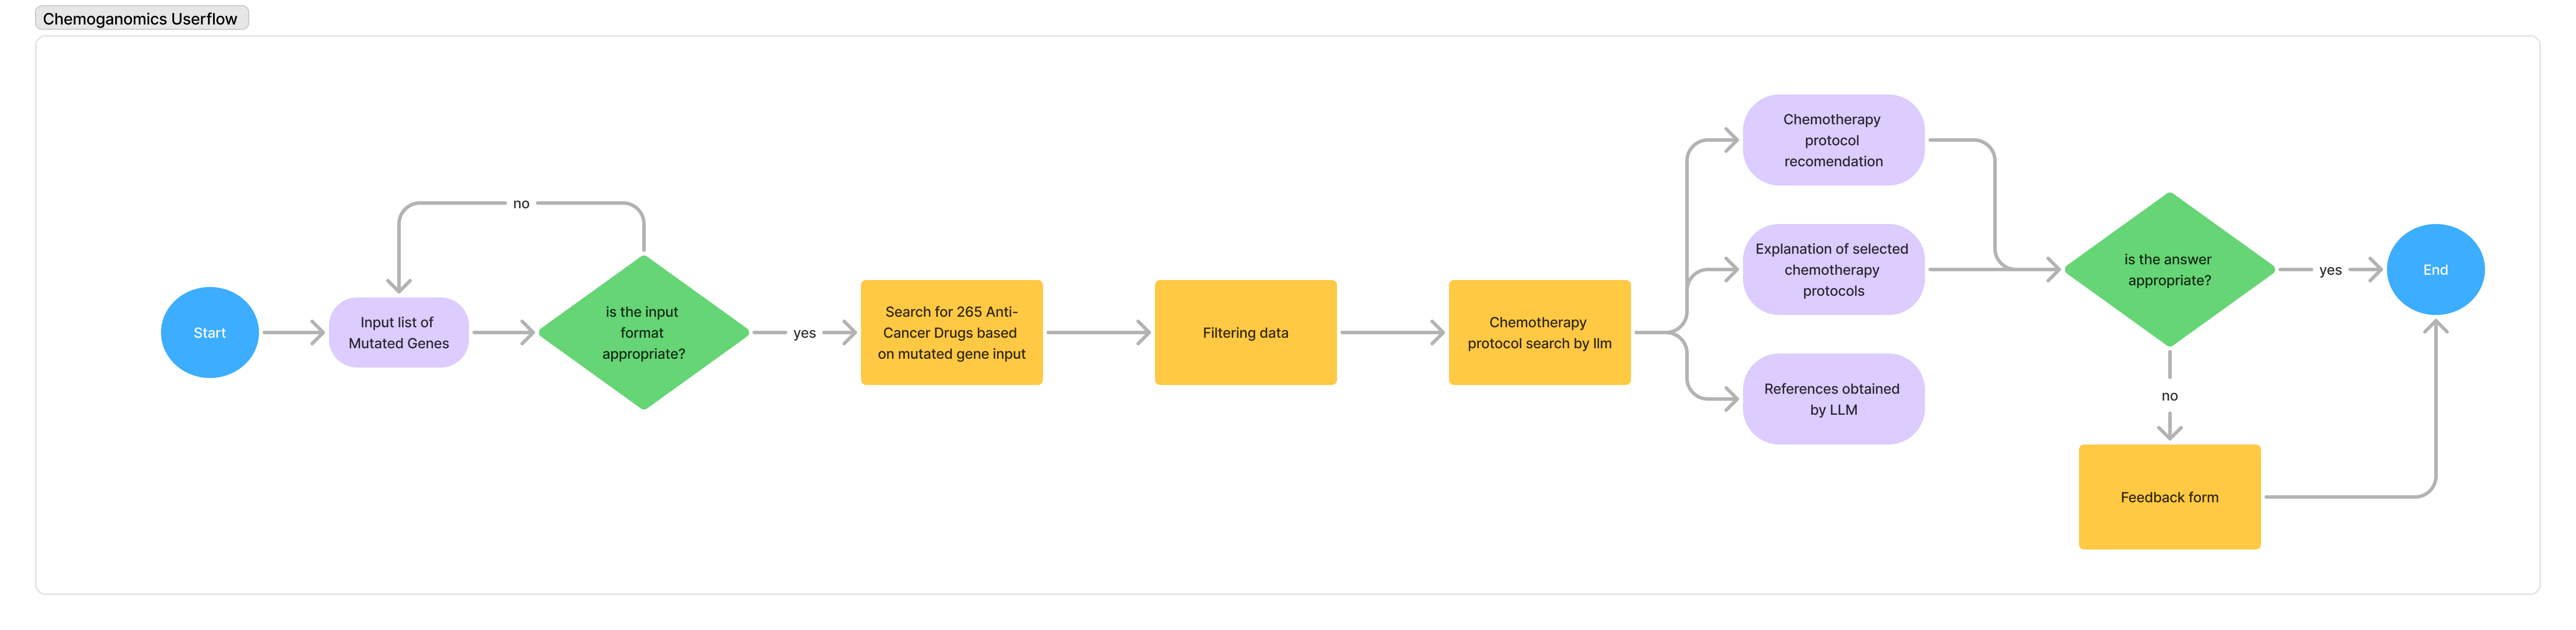 Chemoganomics Userflow
Start
Input list of
Mutated Genes
no
is the input
format
appropriate?
yes
Search for 265 Anti-
Cancer Drugs based
on mutated gene input
Filtering data
Chemotherapy
protocol search by llm
Chemotherapy
protocol
recomendation
Explanation of selected
chemotherapy
protocols
References obtained
by LLM
is the answer
appropriate?
yes
End
no
Feedback form